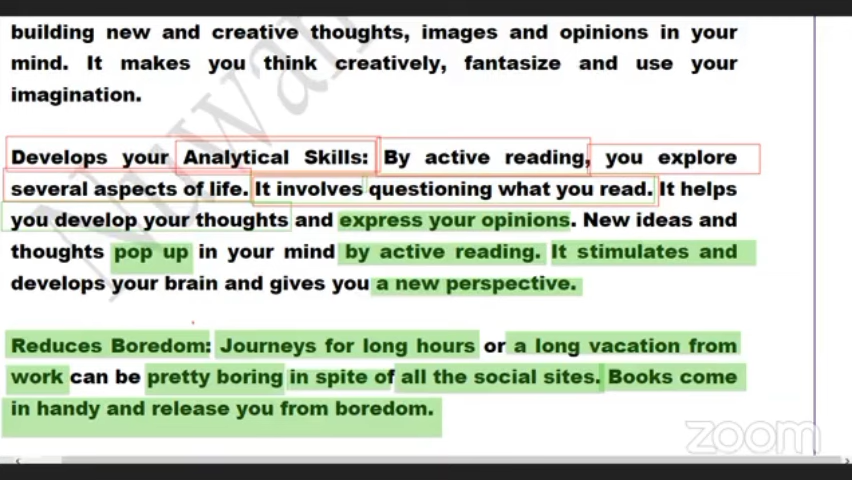 building new and creative thoughts, images and opinions in your
mind. It makes you think creatively, fantasize and use your
imagination.
Develops your Analytical Skills: By active reading, you explore
several aspects of life. It involves questioning what you read. It helps
you develop your thoughts and express your opinions. New ideas and
thoughts pop up in your mind by active reading. It stimulates and
develops your brain and gives you a new perspective.
Reduces Boredom: Journeys for long hours or a long vacation from
work can be pretty boring in spite of all the social sites. Books come
in handy and release you from boredom.
Nuwan
zoom